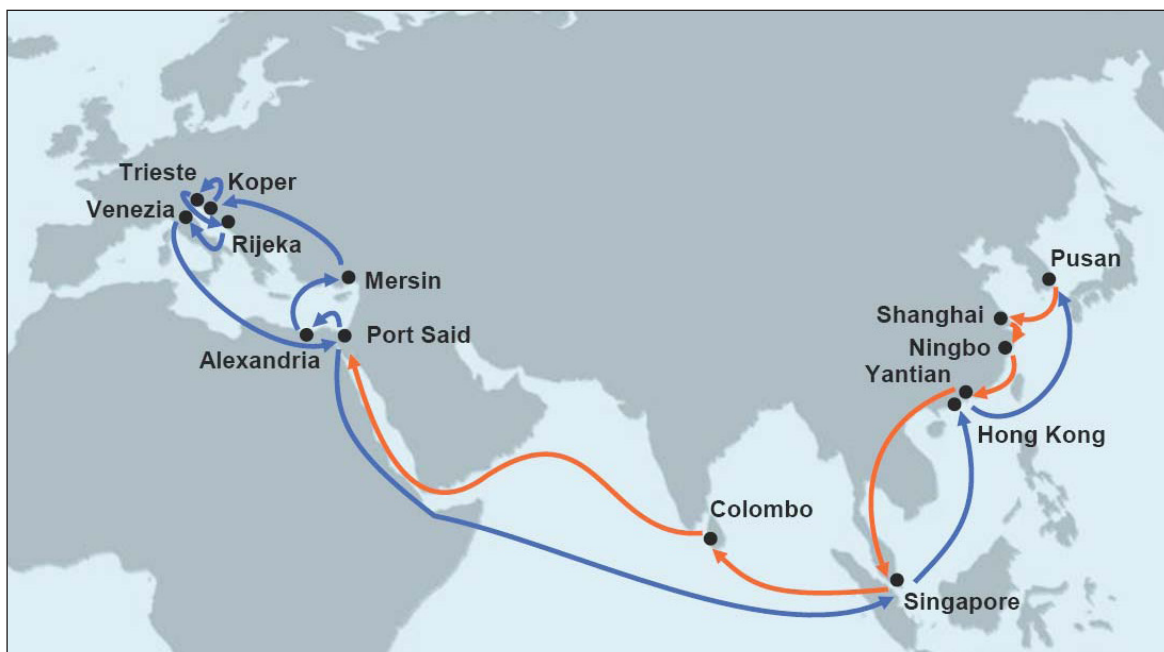 Trieste
Koper
Venezia
Rijeka
Pusan
Mersin
Shanghai
Port Said
Ningbo
Alexandria
Yantian
Hong Kong
Colombo
Singapore